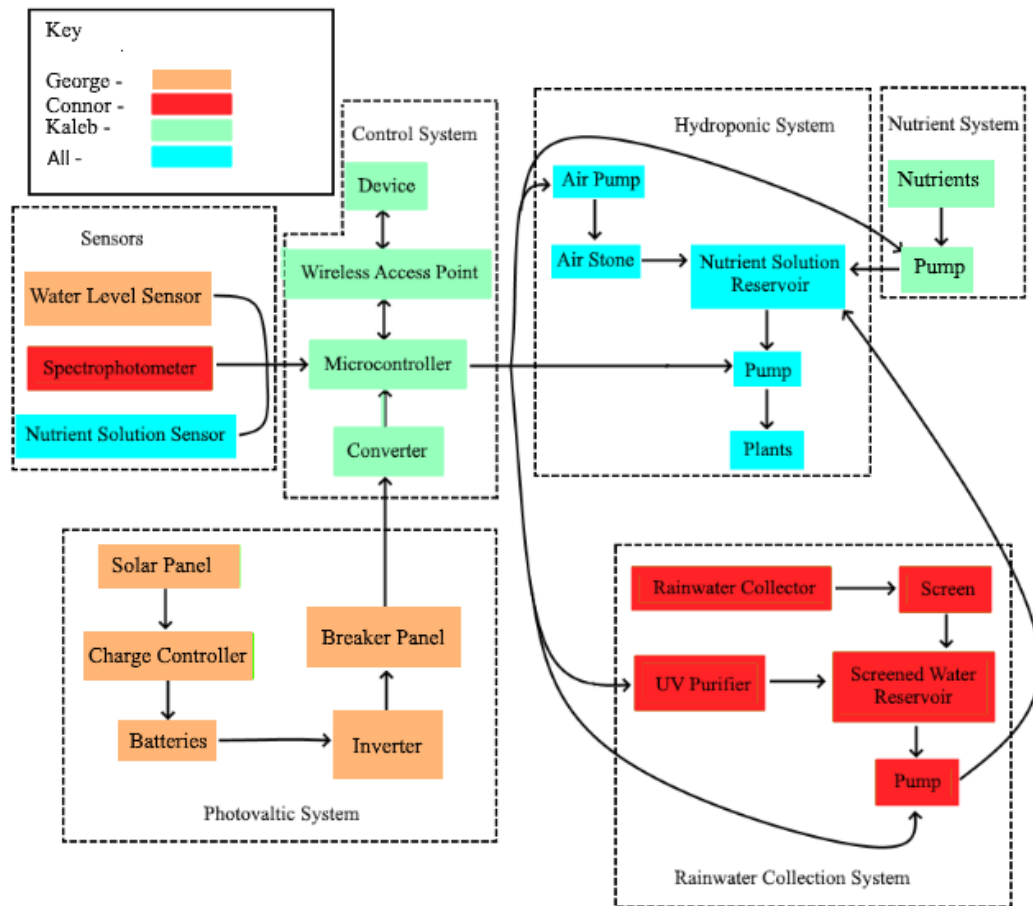 Key
George -
Connor -
Kaleb -
All -
Control System
Device
Wireless Access Point
Microcontroller
Converter
Sensors
Water Level Sensor
Spectrophotometer
Nutrient Solution Sensor
Hydroponic System
Air Pump
Air Stone
Nutrient Solution
Reservoir
Pump
Plants
Nutrient System
Nutrients
Pump
Solar Panel
Charge Controller
Batteries
Breaker Panel
Inverter
Photovaltic System
Rainwater Collector
Screen
UV Purifier
Screened Water
Reservoir
Pump
Rainwater Collection System